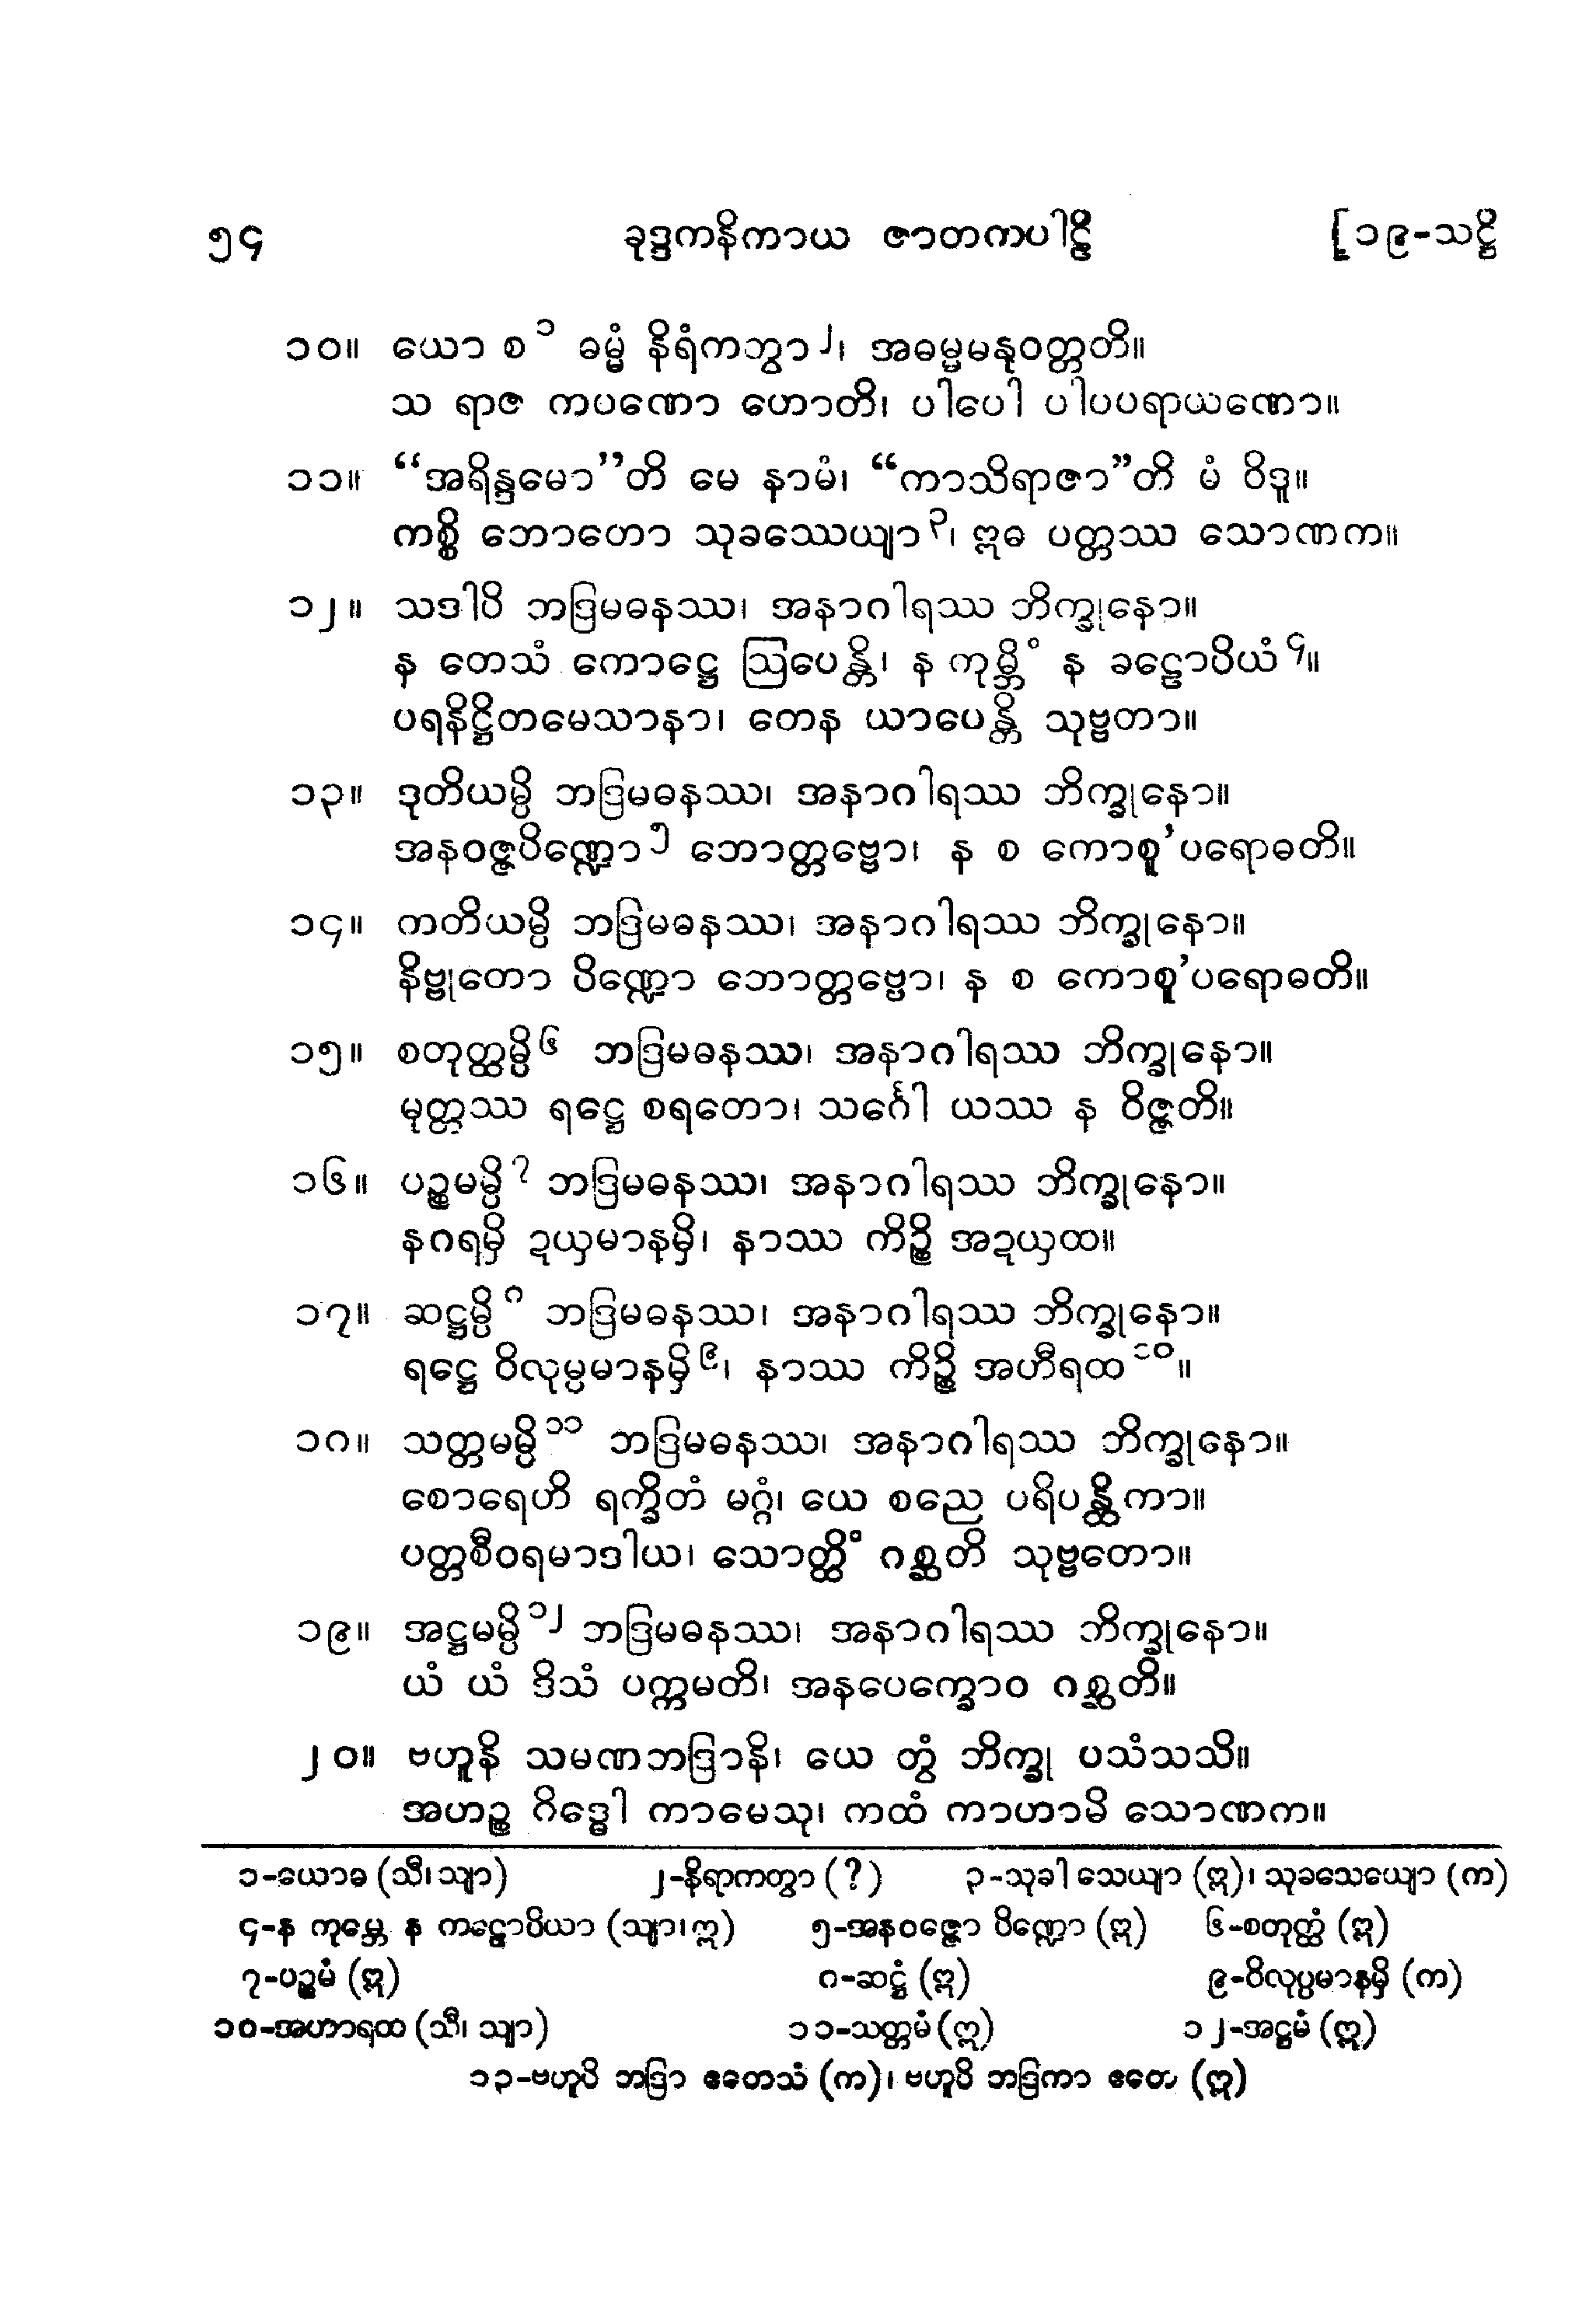 ၅၄ ခုဒ္ဒကနိကာယ ဇာတကပါဠိ [၁၉-သဋ္ဌိ
၁၀။ ယော စ ၁ ဓမ္မံ နိရံကတွာ ၂၊ အဓမ္မမနုဝတ္တတိ။
သ ရာဇ ကပဏော ဟောတိ၊ ပါပေါ ပါပပရာယဏော။
၁၁။ “အရိန္ဒမော”တိ မေ နာမံ၊ “ကာသိရာဇာ”တိ မံ ဝိဒူ။
ကစ္စိ ဘောတော သုခဿေယျာ ၃၊ ဣဓ ပတ္တဿ သောဏက။
၁၂။ သဒါပိ ဘဒြမဓနဿ၊ အနာဂါရဿ ဘိက္ခုနော။
န တေသံ ကောဋ္ဌေ ဩပေန္တိ၊ န ကုမ္ဘိံ န ခဠောပိယံ ၄။
ပရနိဋ္ဌိတမေသာနာ၊ တေန ယာပေန္တိ သုဗ္ဗတာ။
၁၃။ ဒုတိယမ္ပိ ဘဒြမဓနဿ၊ အနာဂါရဿ ဘိက္ခုနော။
အနဝဇ္ဇပိဏ္ဍော ၅ ဘောတ္တဗ္ဗော၊ န စ ကောစူ’ပရောဓတိ။
၁၄။ ကတိယမ္ပိ ဘဒြမဓနဿ၊ အနာဂါရဿ ဘိက္ခုနော။
နိဗ္ဗုတော ပိဏ္ဍော ဘောတ္တဗ္ဗော၊ န စ ကောစူ’ပရောဓတိ။
၁၅။ စတုတ္ထမ္ပိ ၆ ဘဒြမဓနဿ၊ အနာဂါရဿ ဘိက္ခုနော။
မုတ္တဿ ရဋ္ဌေ စရတော၊ သင်္ဂေါ ယဿ န ဝိဇ္ဇတိ။
၁၆။ ပဉ္စမမ္ပိ ၇ ဘဒြမဓနဿ၊ အနာဂါရဿ ဘိက္ခုနော။
နဂရမှိ ဍယှမာနမှိ၊ နာဿ ကိဉ္စိ အဍယှထ။
၁၇။ ဆဋ္ဌမ္ပိ ၈ ဘဒြမဓနဿ၊ အနာဂါရဿ ဘိက္ခုနော။
ရဋ္ဌေ ဝိလုမ္ပမာနမှိ ၉၊ နာဿ ကိဉ္စိ အဟီရထ ၁၀။
၁၈။ သတ္တမမ္ပိ ၁၁ ဘဒြမဓနဿ၊ အနာဂါရဿ ဘိက္ခုနော။
စောရေဟိ ရက္ခိတံ မဂ္ဂံ၊ ယေ စညေ ပရိပန္ထိကာ။
ပတ္တစီဝရမာဒါယ၊ သောတ္ထိံ ဂစ္ဆတိ သုဗ္ဗတော။
၁၉။ အဋ္ဌမမ္ပိ ၁၂ ဘဒြမဓနဿ၊ အနာဂါရဿ ဘိက္ခုနော။
ယံ ယံ ဒိသံ ပက္ကမတိ၊ အနပေက္ခောဝ ဂစ္ဆတိ။
၂၀။ ဗဟူနိ သမဏဘဒြာနိ၊ ယေ တွံ ဘိက္ခု ပသံသသိ။
အဟဉ္စ ဂိဒ္ဓေါ ကာမေသု၊ ကထံ ကာဟာမိ သောဏက။
၁-ယောဓ (သီ၊ သျာ) ၂-နိရာကတွာ (?) ၃-သုခါ သေယျာ (ဣ)၊ သုခသေယျော (က)
၄-န ကုမ္ဘေ န ကဠောပိယာ (သျာ၊ ဣ) ၅-အနဝဇ္ဇော ပိဏ္ဍော (ဣ) ၆-စတုတ္ထံ (ဣ)
၇-ပဉ္စမံ (ဣ) ၈-ဆဋ္ဌံ (ဣ) ၉-ဝိလုပ္ပမာနမှိ (က)
၁၀-အဟာရထ (သီ၊ သျာ) ၁၁-သတ္တမံ (ဣ) ၁၂-အဋ္ဌမံ (ဣ)
၁၃-ဗဟူပိ ဘဒြာ ဧတေသံ (က)၊ ဗဟူပိ ဘဒြကာ ဧတေ (ဣ)